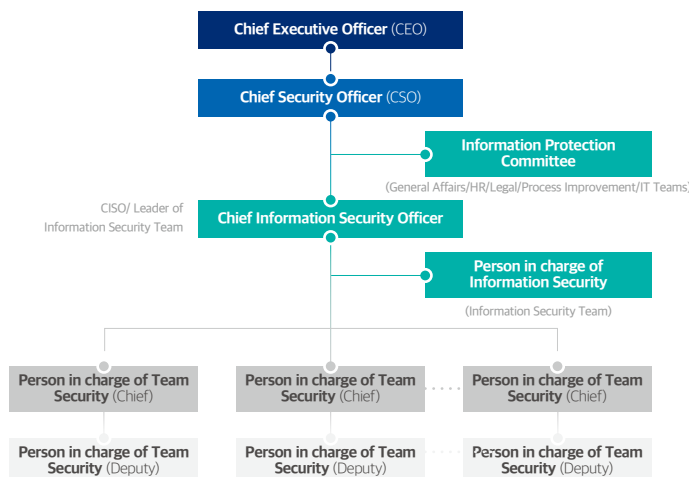 Chief Executive Officer (CEO)
Chief Security Officer (CSO)
Information Protection
Committee
(General Affairs/HR/Legal/Process Improvement/IT Teams)
CISO/ Leader of
Information Security Team
Chief Information Security Officer
Person in charge of
Information Security
(Information Security Team)
Person in charge of Team
Security (Chief)
Person in charge of Team
Security (Chief)
Person in charge of Team
Security (Chief)
Person in charge of Team
Security (Deputy)
Person in charge of Team
Security (Deputy)
Person in charge of Team
Security (Deputy)